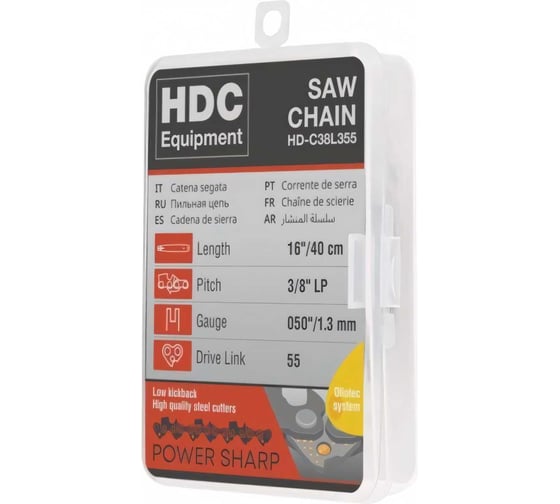 HDC
Equipment
SAW
CHAIN
HD-C38L355
IT Catena segata
PT Corrente de serra
RU Пильная цепь
FR Chaîne de scierie
ES Cadena de sierra
AR سلسلة المنشار
Length 16"/40 cm
Pitch 3/8" LP
Gauge 050"/1.3 mm
Drive Link 55
Low kickback
High quality steel cutters
Oliotec
system
POWER SHARP